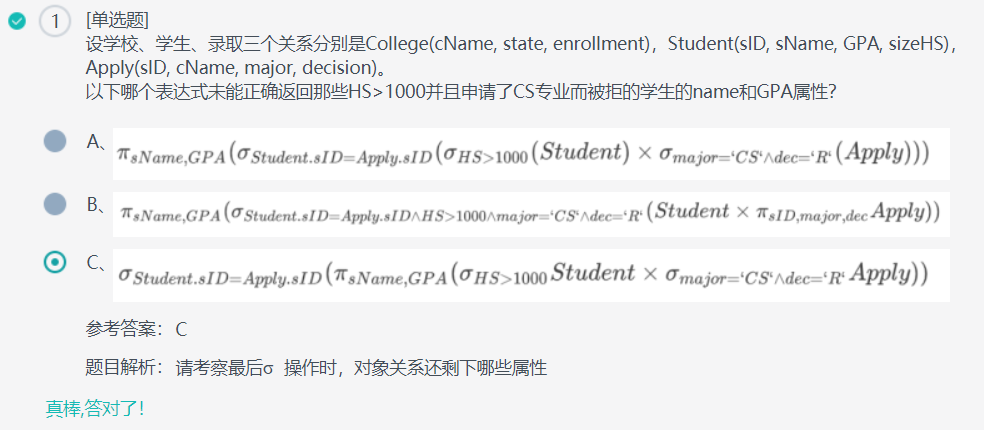 1 [单选题]
设学校、学生、录取三个关系分别是College(cName, state, enrollment)，Student(sID, sName, GPA, sizeHS)，
Apply(sID, cName, major, decision)。
以下哪个表达式未能正确返回那些HS>1000并且申请了CS专业而被拒的学生的name和GPA属性?
A、 π_{sName,GPA}(σ_{Student.sID=Apply.sID}(σ_{HS>1000}(Student) × σ_{major=‘CS‘∧dec=‘R‘}(Apply)))
B、 π_{sName,GPA}(σ_{Student.sID=Apply.sID∧HS>1000∧major=‘CS‘∧dec=‘R‘}(Student × π_{sID,major,dec}Apply))
C、 σ_{Student.sID=Apply.sID}(π_{sName,GPA}(σ_{HS>1000}Student × σ_{major=‘CS‘∧dec=‘R‘}Apply))
参考答案： C
题目解析： 请考察最后σ 操作时，对象关系还剩下哪些属性
真棒,答对了!